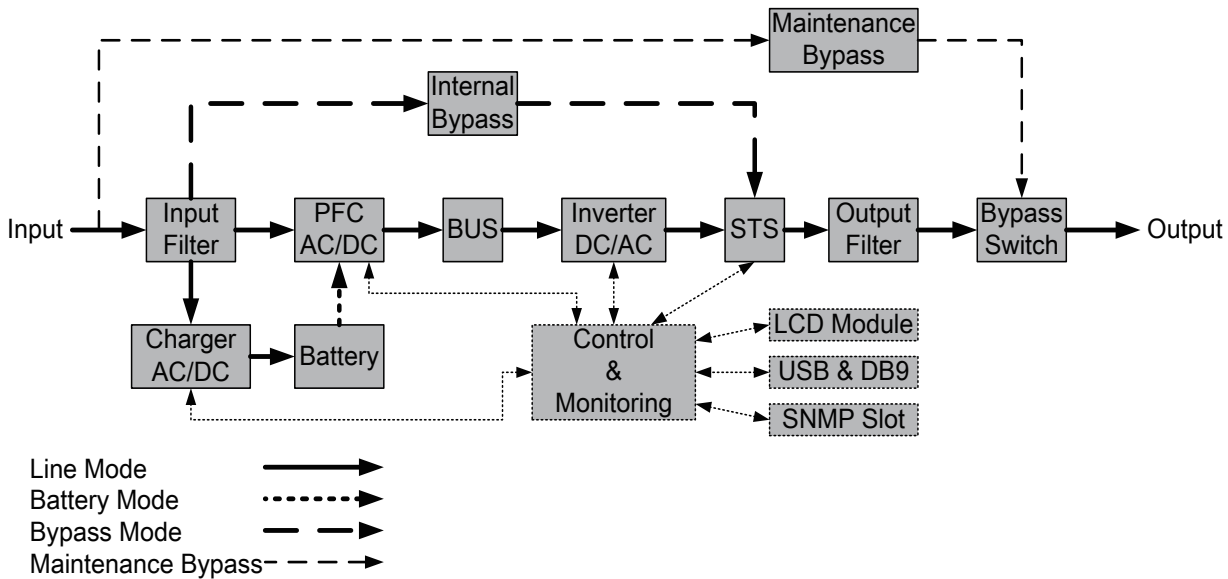 Maintenance
Bypass
Internal
Bypass
Input
Input
Filter
PFC
AC/DC
BUS
Inverter
DC/AC
STS
Output
Filter
Bypass
Switch
Output
Charger
AC/DC
Battery
Control
&
Monitoring
LCD Module
USB & DB9
SNMP Slot
Line Mode
Battery Mode
Bypass Mode
Maintenance Bypass